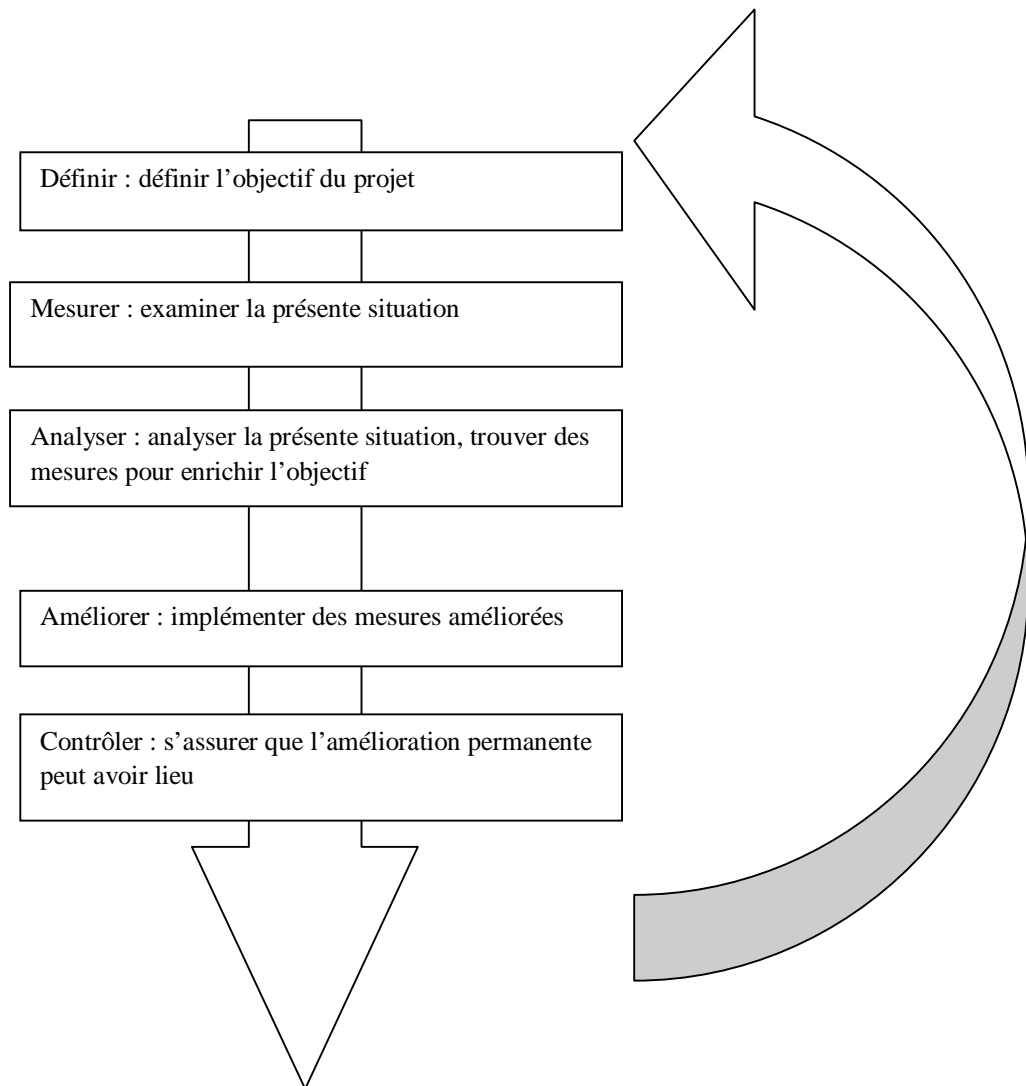 Définir : définir l’objectif du projet
Mesurer : examiner la présente situation
Analyser : analyser la présente situation, trouver des
mesures pour enrichir l’objectif
Améliorer : implémenter des mesures améliorées
Contrôler : s’assurer que l’amélioration permanente
peut avoir lieu